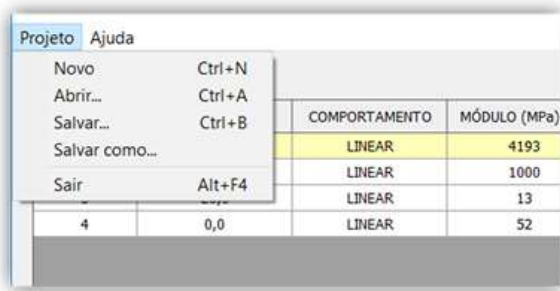 Projeto Ajuda
Novo Ctrl+N
Abrir... Ctrl+A
Salvar... Ctrl+B
Salvar como...
Sair Alt+F4
COMPORTAMENTO MÓDULO (MPa)
LINEAR 4193
LINEAR 1000
LINEAR 13
4 0,0 LINEAR 52